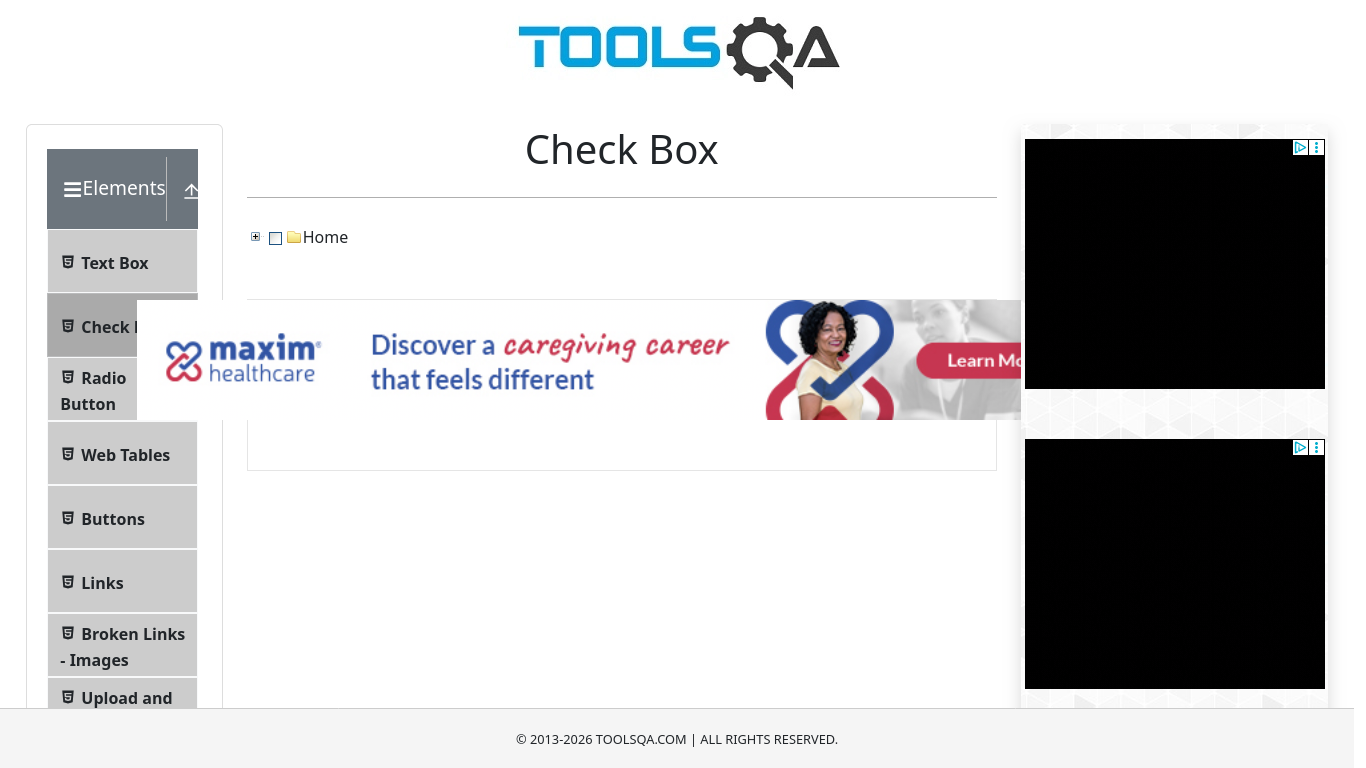 TOOLSQA
Elements
Text Box
Check
Radio
Button
Web Tables
Buttons
Links
Broken Links
- Images
Upload and
Check Box
Home
maxim®
healthcare
Discover a caregiving career
that feels different
Learn Mo
© 2013-2026 TOOLSQA.COM | ALL RIGHTS RESERVED.